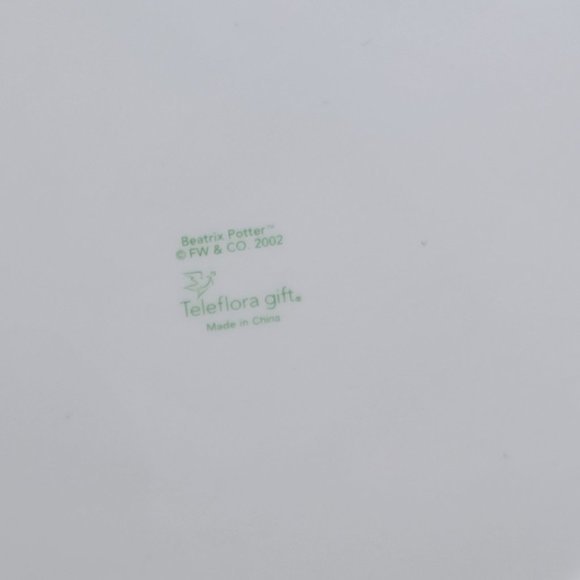 Beatrix Potter™
© FW & CO. 2002
Teleflora gift®
Made in China